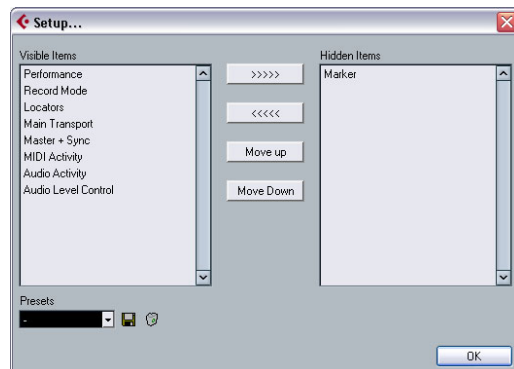 Setup...
Visible Items
Performance
Record Mode
Locators
Main Transport
Master + Sync
MIDI Activity
Audio Activity
Audio Level Control
>>>>>
<<<<<
Move up
Move Down
Hidden Items
Marker
Presets
-
OK